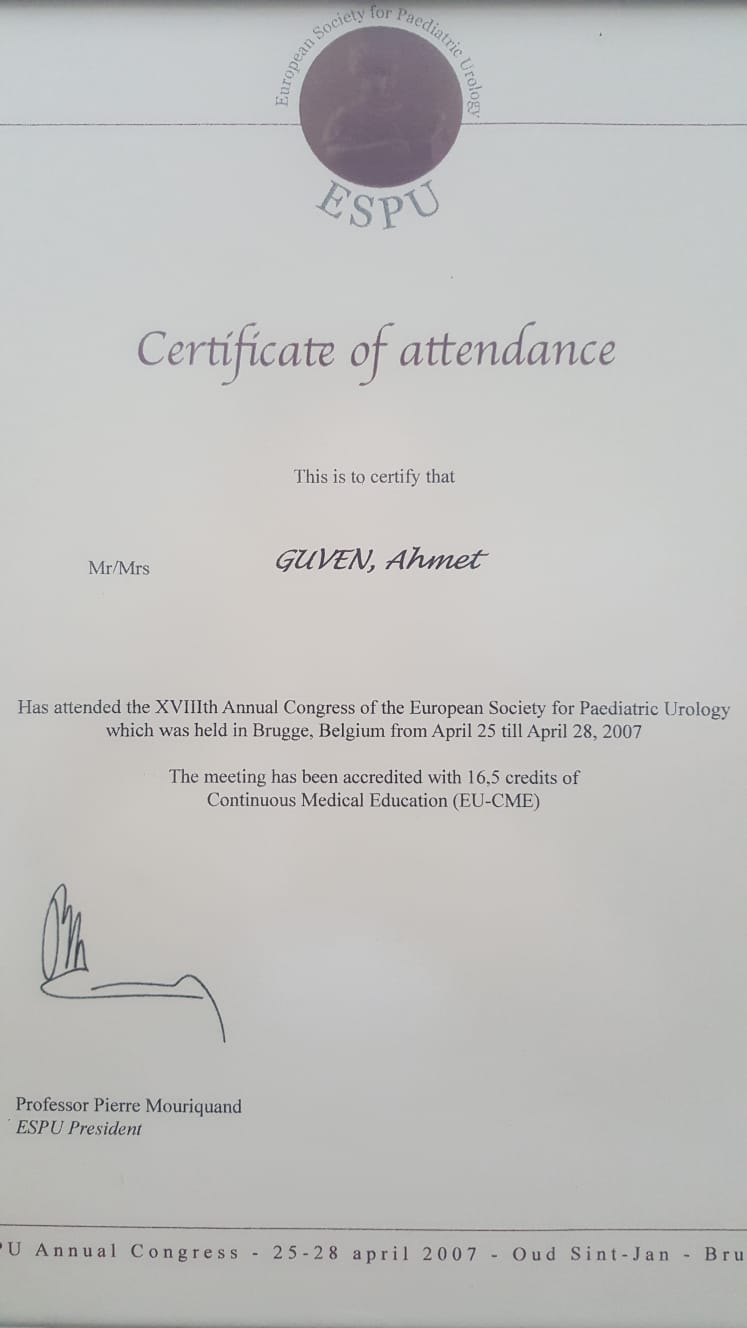 European Society for Paediatric Urology
ESPU
Certificate of attendance
This is to certify that
Mr/Mrs GUVEN, Ahmet
Has attended the XVIIIth Annual Congress of the European Society for Paediatric Urology
which was held in Brugge, Belgium from April 25 till April 28, 2007
The meeting has been accredited with 16,5 credits of
Continuous Medical Education (EU-CME)
Professor Pierre Mouriquand
ESPU President
PU Annual Congress - 25-28 april 2007 - Oud Sint-Jan - Bru